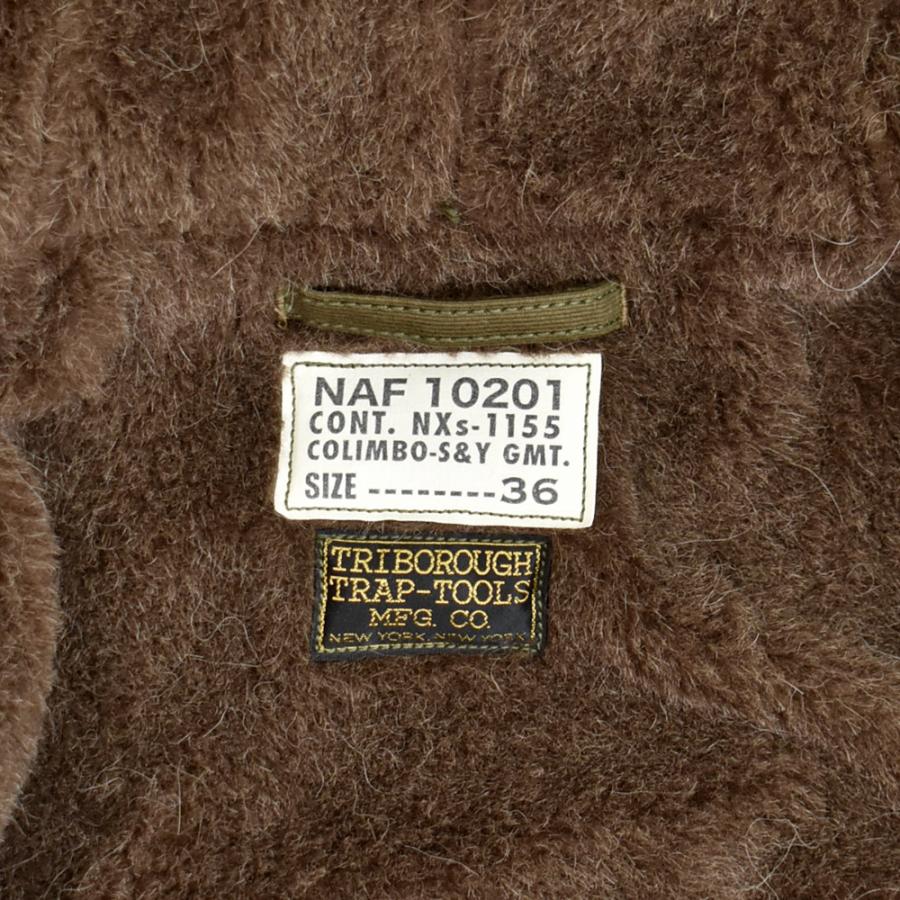 NAF 10201
CONT. NXs-1155
COLIMBO-S&Y GMT.
SIZE --------36
TRIBOROUGH
TRAP-TOOLS
MFG. CO.
NEW YORK, NEW YORK